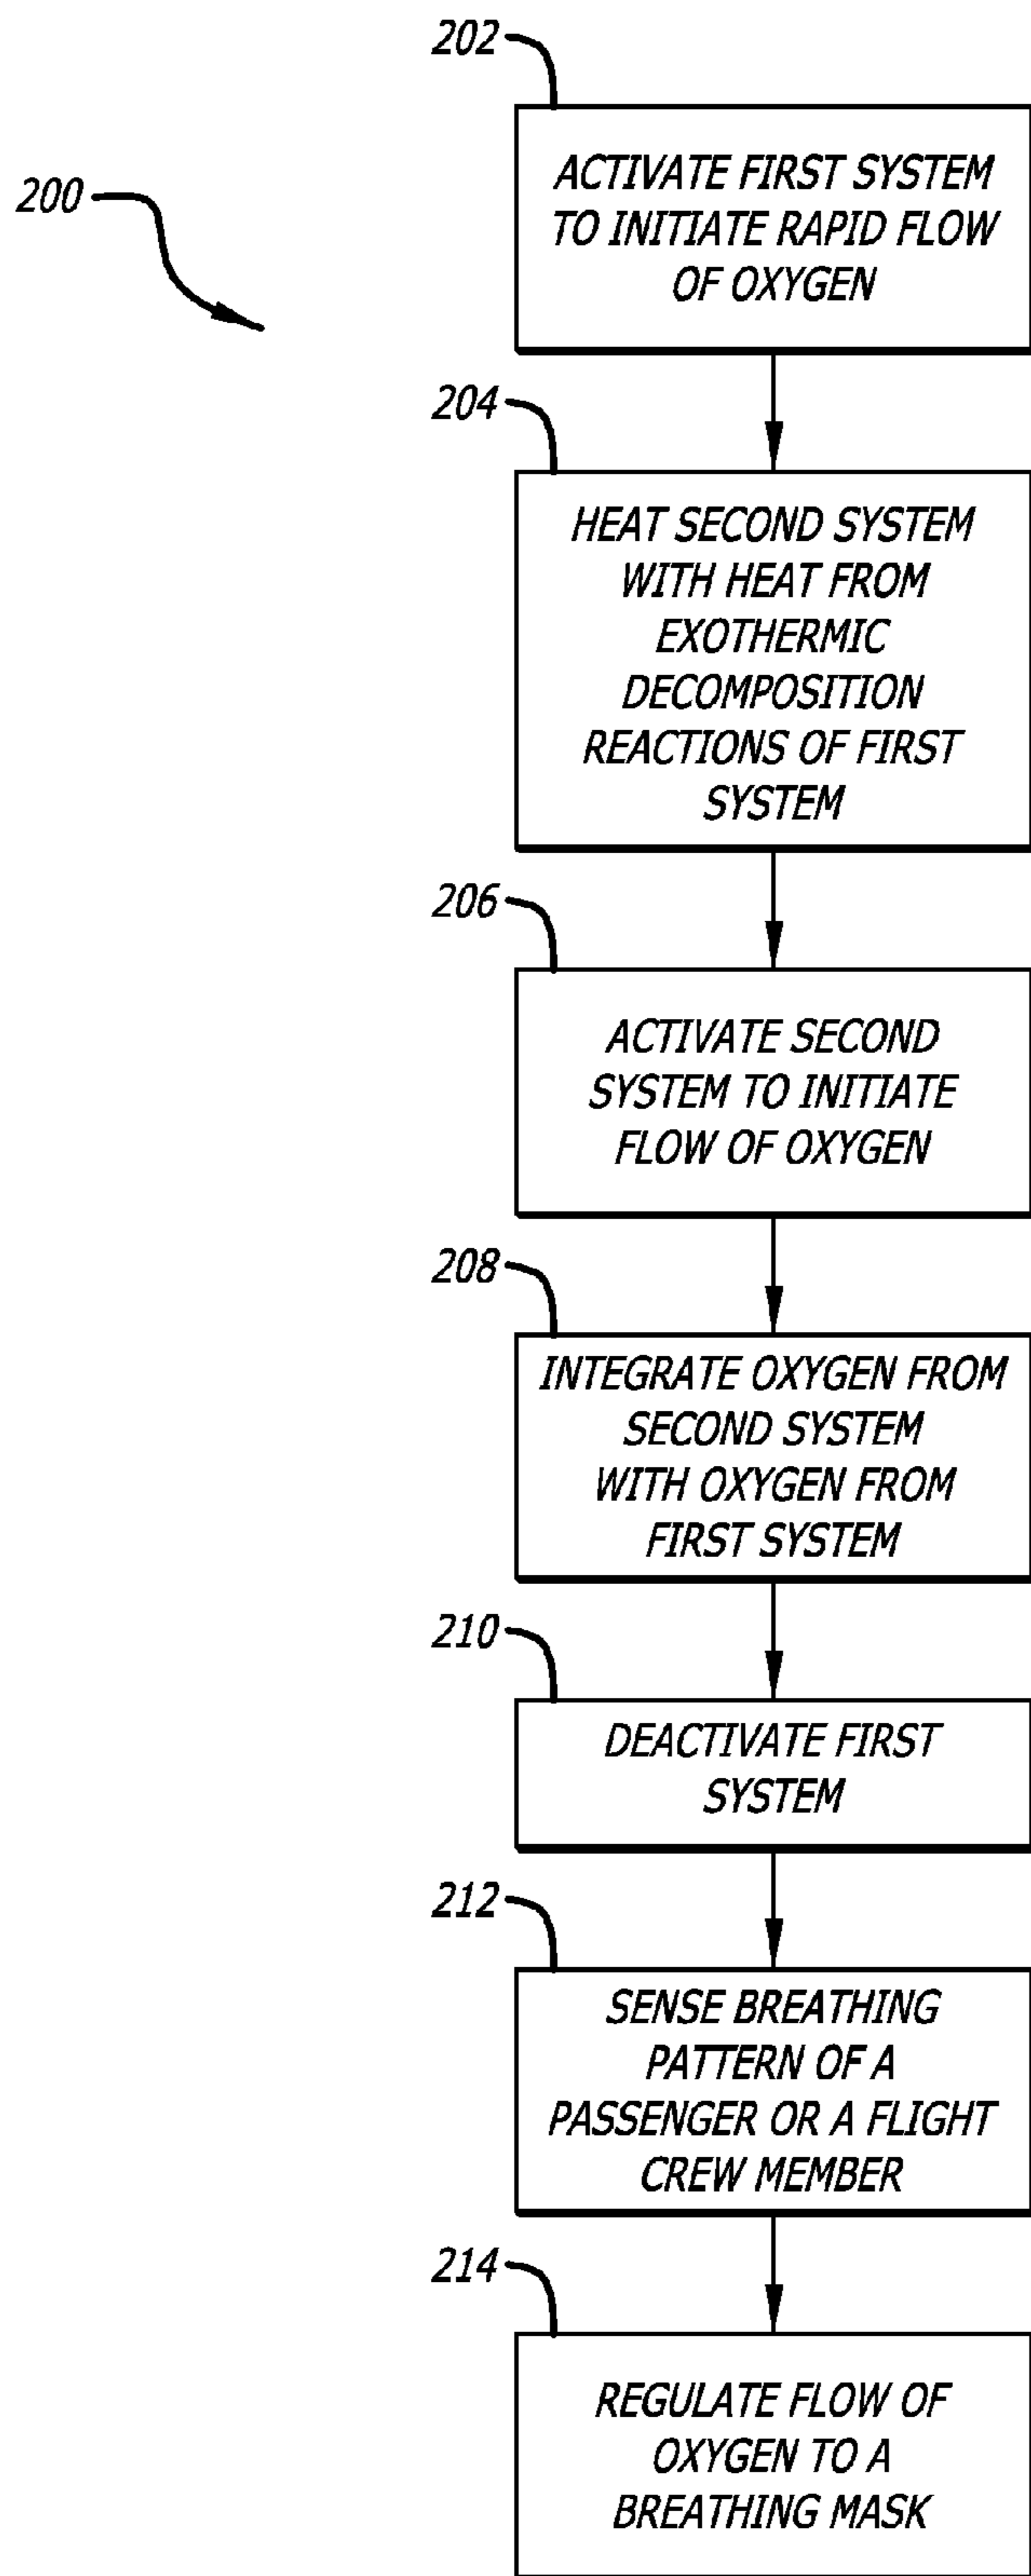 202
200
ACTIVATE FIRST SYSTEM
TO INITIATE RAPID FLOW
OF OXYGEN
204
HEAT SECOND SYSTEM
WITH HEAT FROM
EXOTHERMIC
DECOMPOSITION
REACTIONS OF FIRST
SYSTEM
206
ACTIVATE SECOND
SYSTEM TO INITIATE
FLOW OF OXYGEN
208
INTEGRATE OXYGEN FROM
SECOND SYSTEM
WITH OXYGEN FROM
FIRST SYSTEM
210
DEACTIVATE FIRST
SYSTEM
212
SENSE BREATHING
PATTERN OF A
PASSENGER OR A FLIGHT
CREW MEMBER
214
REGULATE FLOW OF
OXYGEN TO A
BREATHING MASK